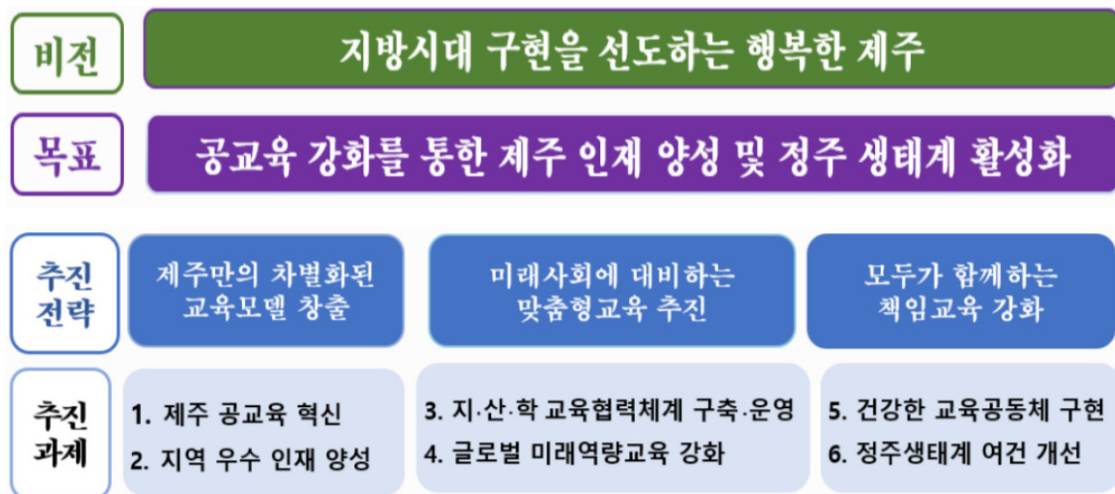 비전
지방시대 구현을 선도하는 행복한 제주
목표
공교육 강화를 통한 제주 인재 양성 및 정주 생태계 활성화
추진
전략
제주만의 차별화된
교육모델 창출
미래사회에 대비하는
맞춤형교육 추진
모두가 함께하는
책임교육 강화
추진
과제
1. 제주 공교육 혁신
2. 지역 우수 인재 양성
3. 지·산·학 교육협력체계 구축·운영
4. 글로벌 미래역량교육 강화
5. 건강한 교육공동체 구현
6. 정주생태계 여건 개선